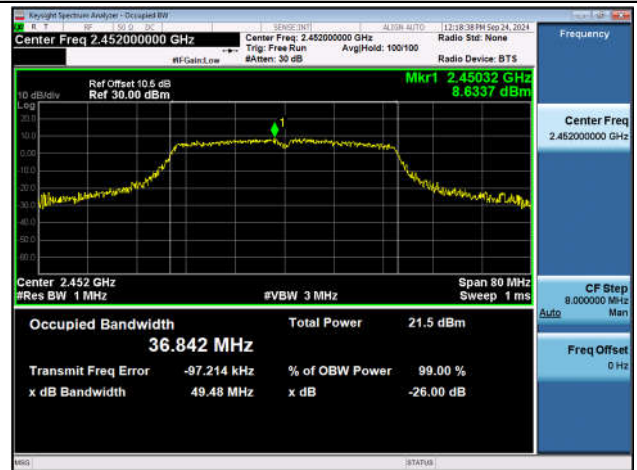 Keysight Spectrum Analyzer - Occupied BW
R T RF 50 Ω DC SENSE:INT ALIGN AUTO 12:18:38 PM Sep 24, 2024
Center Freq 2.452000000 GHz
Center Freq: 2.452000000 GHz
Radio Std: None
Trig: Free Run Avg|Hold: 100/100
#IFGain:Low #Atten: 30 dB Radio Device: BTS
Ref Offset 10.5 dB
10 dB/div Ref 30.00 dBm
Mkr1 2.45032 GHz
8.6337 dBm
Log
20.0
10.0
0.00
-10.0
-20.0
-30.0
-40.0
-50.0
-60.0
1
Center 2.452 GHz Span 80 MHz
#Res BW 1 MHz #VBW 3 MHz Sweep 1 ms
Occupied Bandwidth Total Power 21.5 dBm
36.842 MHz
Transmit Freq Error -97.214 kHz % of OBW Power 99.00 %
x dB Bandwidth 49.48 MHz x dB -26.00 dB
MSG STATUS
Frequency
Center Freq
2.452000000 GHz
CF Step
8.000000 MHz
Auto Man
Freq Offset
0 Hz